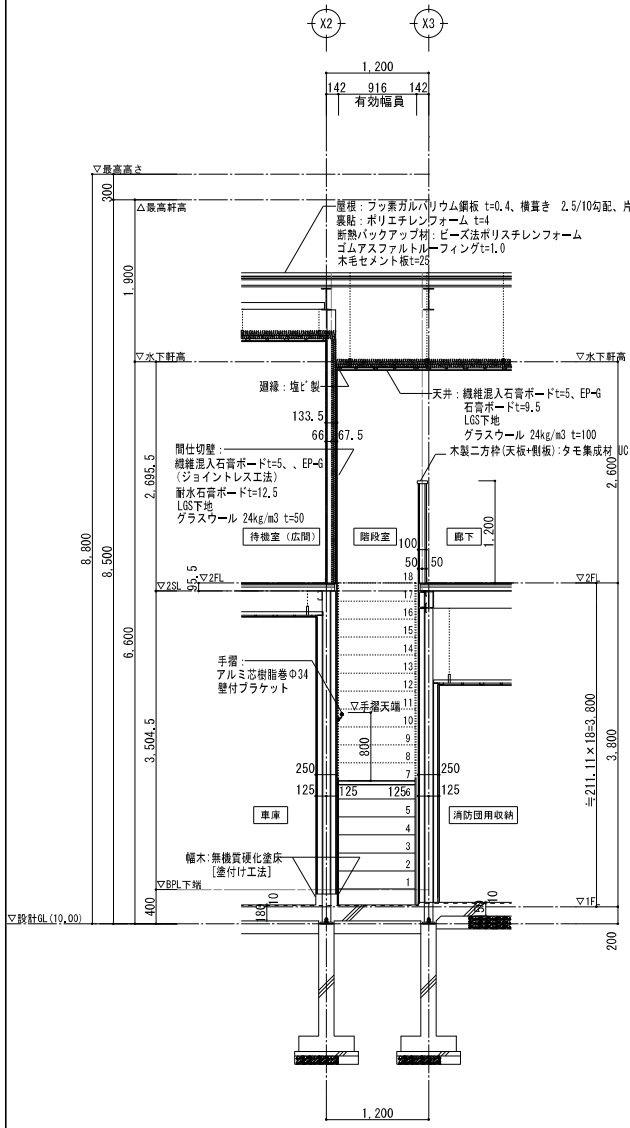 X2 X3
1,200
142 916 142
有効幅員
▽最高高さ
300
△最高軒高
屋根：フッ素ガルバリウム鋼板 t=0.4、横葺き 2.5/10勾配、片
裏貼：ポリエチレンフォーム t=4
断熱バックアップ材：ビーズ法ポリスチレンフォーム
ゴムアスファルトルーフィングt=1.0
木毛セメント板t=25
1,900
▽水下軒高
▽水下軒高
廻縁：塩ビ製
天井：繊維混入石膏ボードt=5、EP-G
石膏ボードt=9.5
LGS下地
グラスウール 24kg/m3 t=100
133.5
66 67.5
木製二方枠(天板+側板):タモ集成材 UC
間仕切壁：
繊維混入石膏ボードt=5、、EP-G
(ジョイントレス工法)
耐水石膏ボードt=12.5
LGS下地
グラスウール 24kg/m3 t=50
2,695.5
2,600
1,200
待機室（広間）
階段室
廊下
100
50 50
8,800
8,500
6,600
95.5
▽2FL
▽2SL
▽2FL
18
17
16
15
14
13
12
11
10
9
8
7
6
5
4
3
2
1
手摺：
アルミ芯樹脂巻Φ34
壁付ブラケット
▽手摺天端
800
3,504.5
≒211.11×18=3,800
3,800
250
125 125
250
125 125
車庫
消防団用収納
幅木:無機質硬化塗床
[塗付け工法]
▽BPL下端
400
▽設計GL(10.00)
180
10
50
10
▽1F
200
1,200